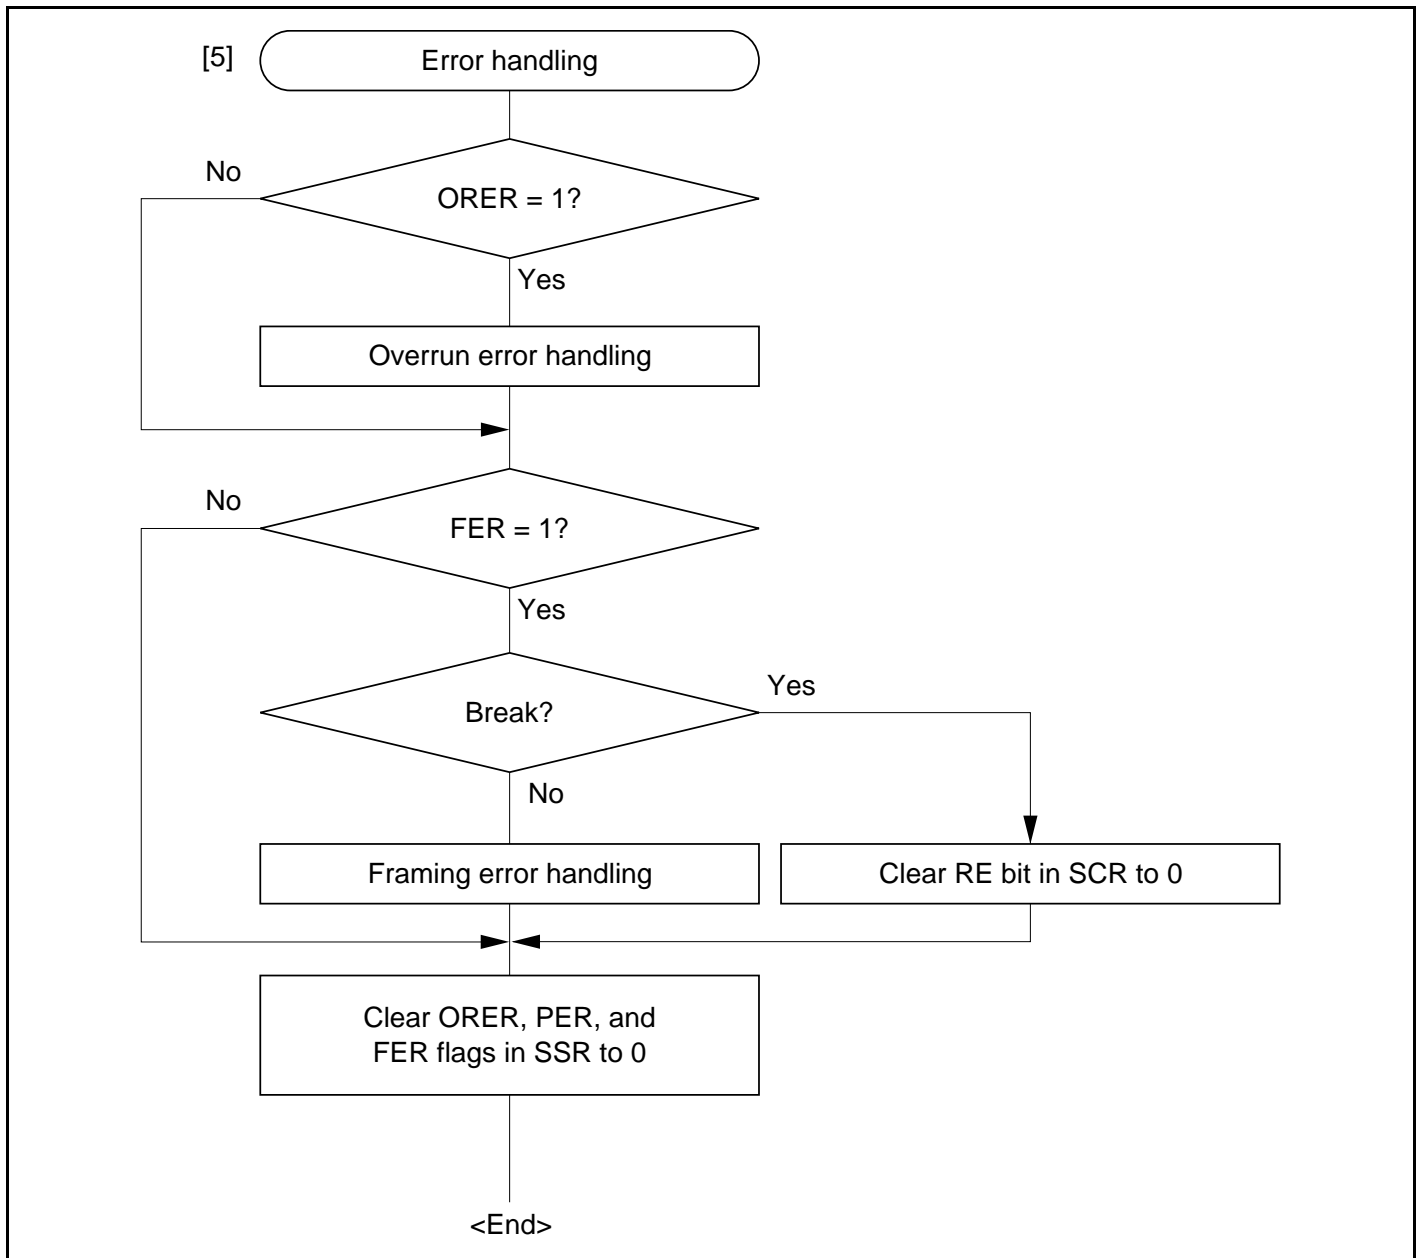 [5]
Error handling
No
ORER = 1?
Yes
Overrun error handling
No
FER = 1?
Yes
Yes
Break?
No
Framing error handling
Clear RE bit in SCR to 0
Clear ORER, PER, and
FER flags in SSR to 0
<End>